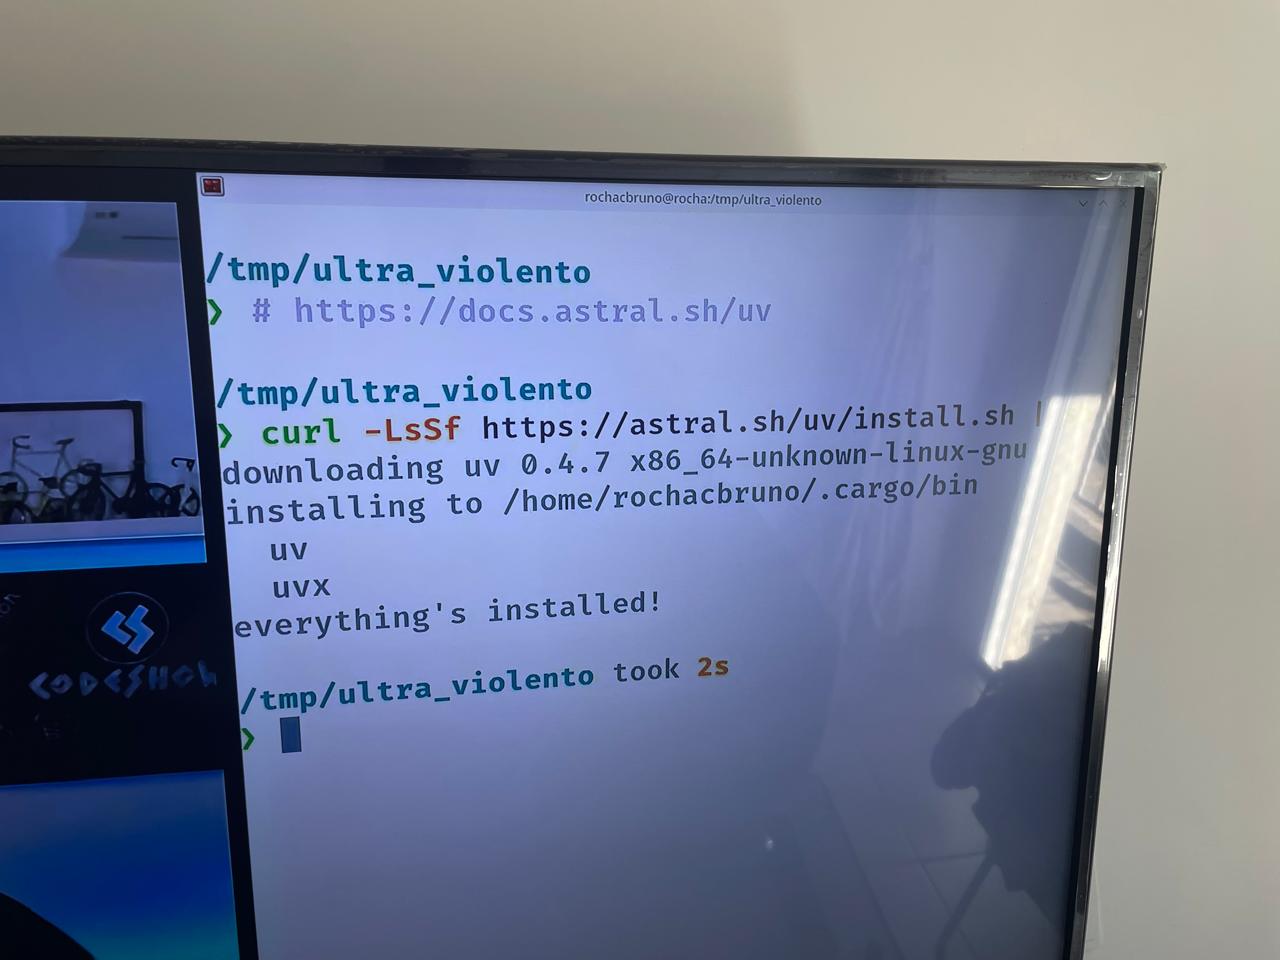 rochacbruno@rocha:/tmp/ultra_violento
/tmp/ultra_violento
❯ # https://docs.astral.sh/uv
/tmp/ultra_violento
❯ curl -LsSf https://astral.sh/uv/install.sh |
downloading uv 0.4.7 x86_64-unknown-linux-gnu
installing to /home/rochacbruno/.cargo/bin
uv
uvx
everything's installed!
/tmp/ultra_violento took 2s
❯
CODESHOW